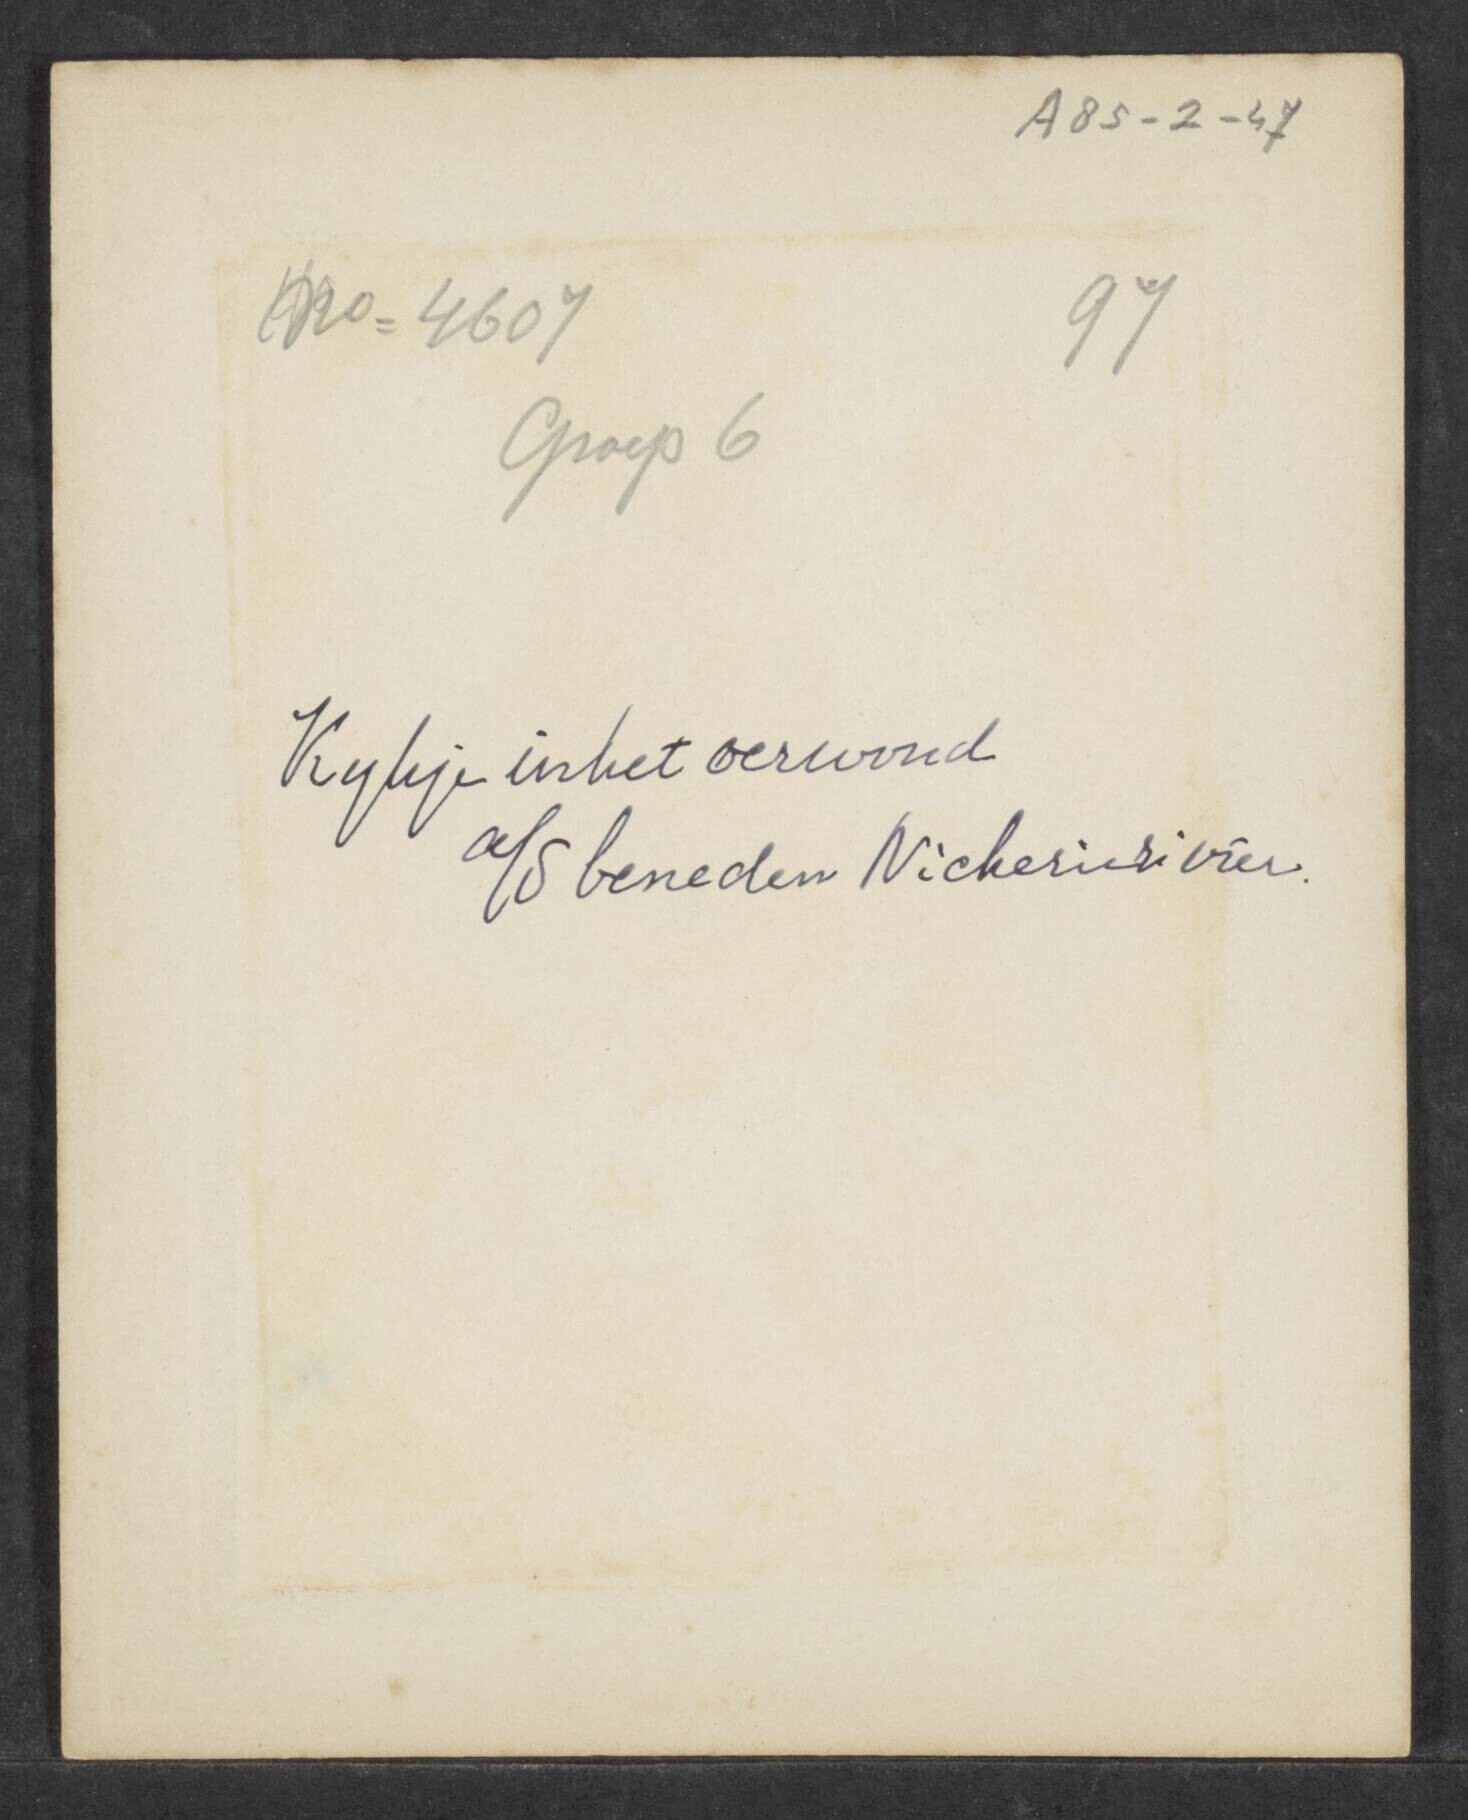 A85-2-47
No= 4607 97
Groep 6
Kykje in het oerwoud
a/d beneden Nickerierivier.